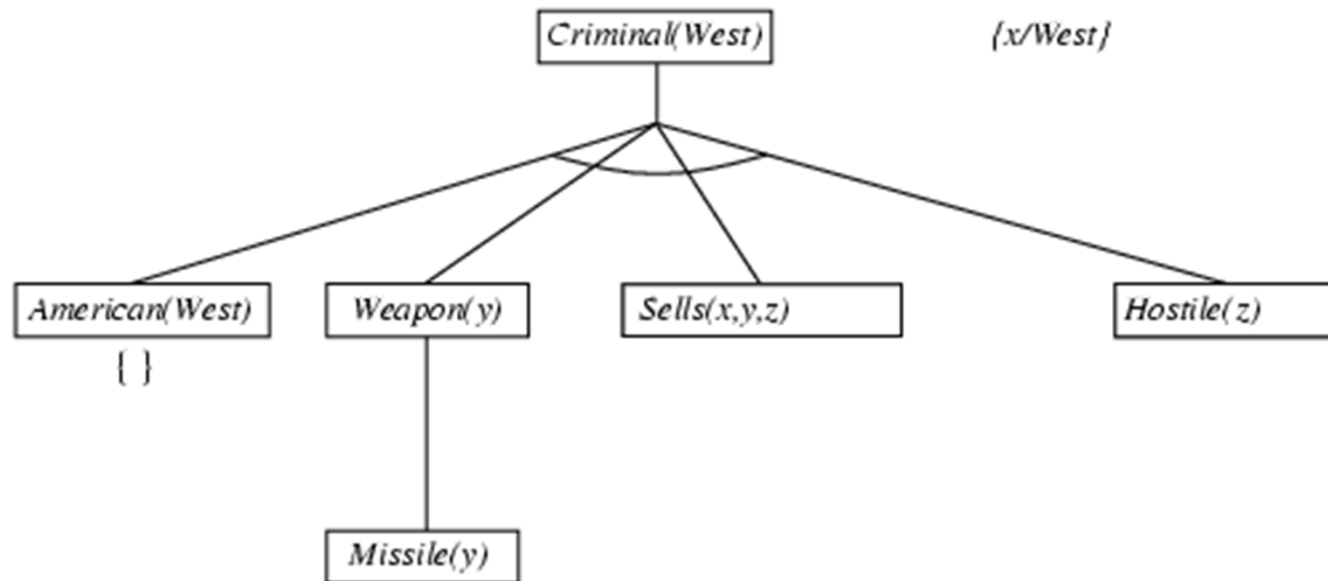 Criminal(West)
{x/West}
American(West)
Weapon(y)
Sells(x,y,z)
Hostile(z)
{ }
Missile(y)